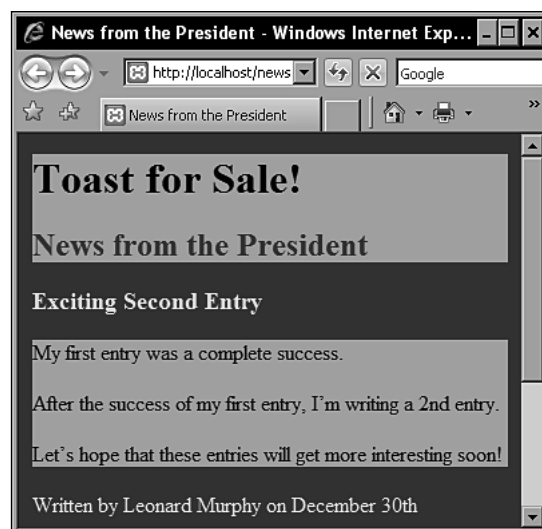 News from the President - Windows Internet Exp...
http://localhost/news
Google
News from the President
»
Toast for Sale!
News from the President
Exciting Second Entry
My first entry was a complete success.
After the success of my first entry, I’m writing a 2nd entry.
Let’s hope that these entries will get more interesting soon!
Written by Leonard Murphy on December 30th